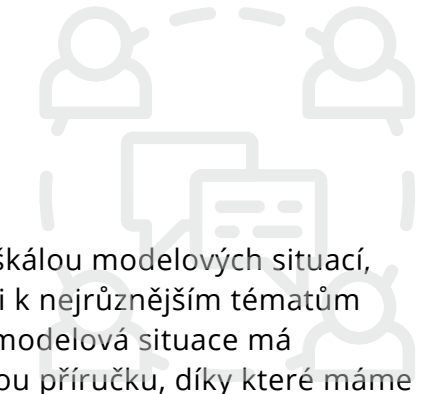 škálou modelových situací,
i k nejrůznějším tématům
modelová situace má
ou příručku, díky které máme